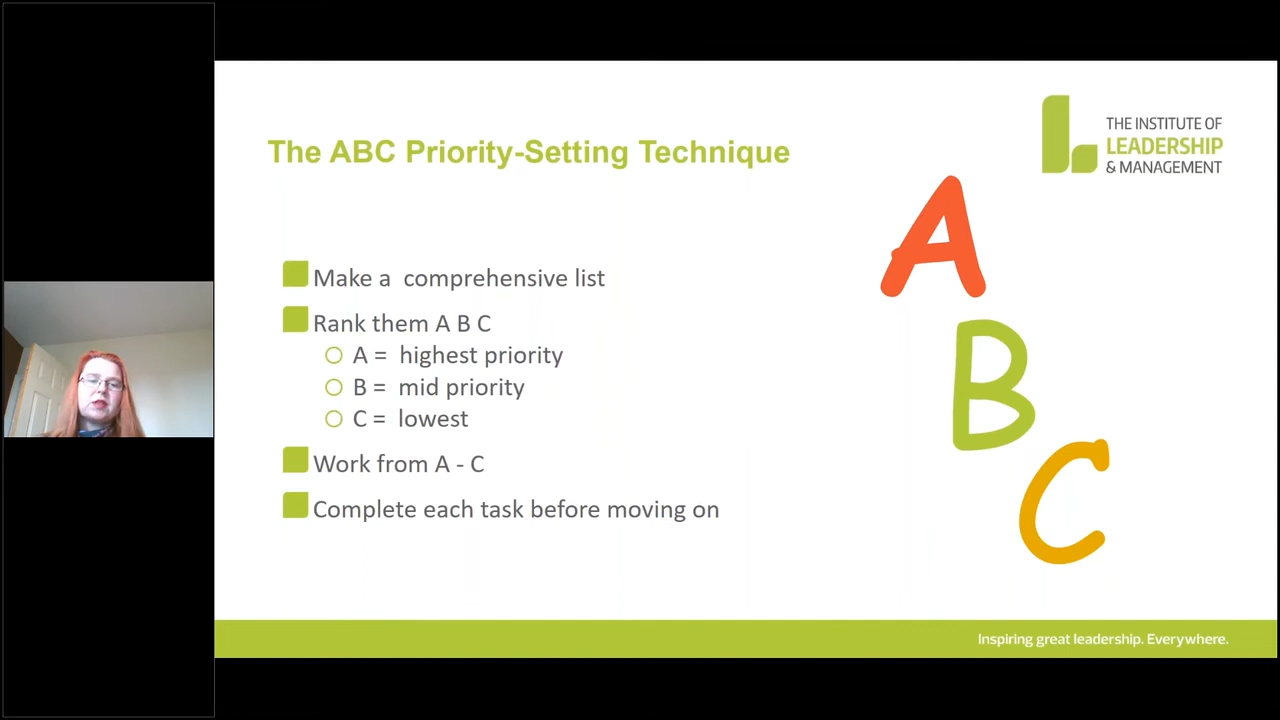 The ABC Priority-Setting Technique
THE INSTITUTE OF
LEADERSHIP
& MANAGEMENT
Make a comprehensive list
Rank them A B C
A = highest priority
B = mid priority
C = lowest
Work from A - C
Complete each task before moving on
A
B
C
Inspiring great leadership. Everywhere.